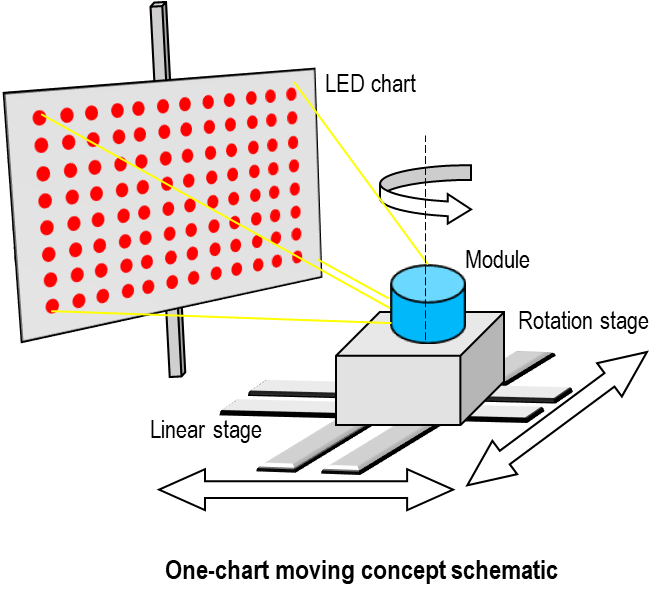 LED chart
Module
Rotation stage
Linear stage
One-chart moving concept schematic